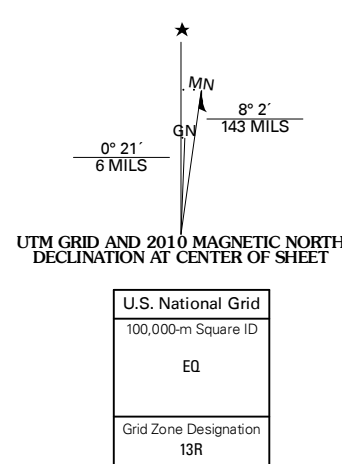 MN
8° 2´
143 MILS
GN
0° 21´
6 MILS
UTM GRID AND 2010 MAGNETIC NORTH
DECLINATION AT CENTER OF SHEET
U.S. National Grid
100,000-m Square ID
EQ
Grid Zone Designation
13R